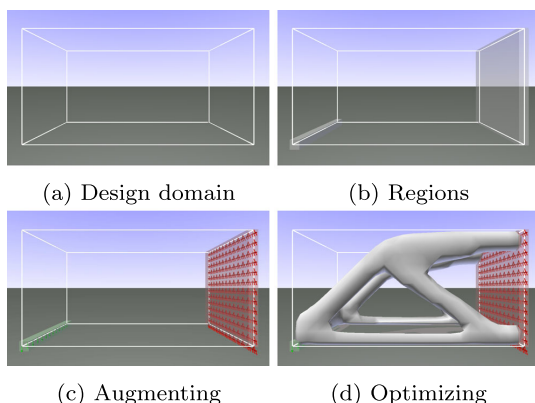 (a) Design domain
(b) Regions
(c) Augmenting
(d) Optimizing